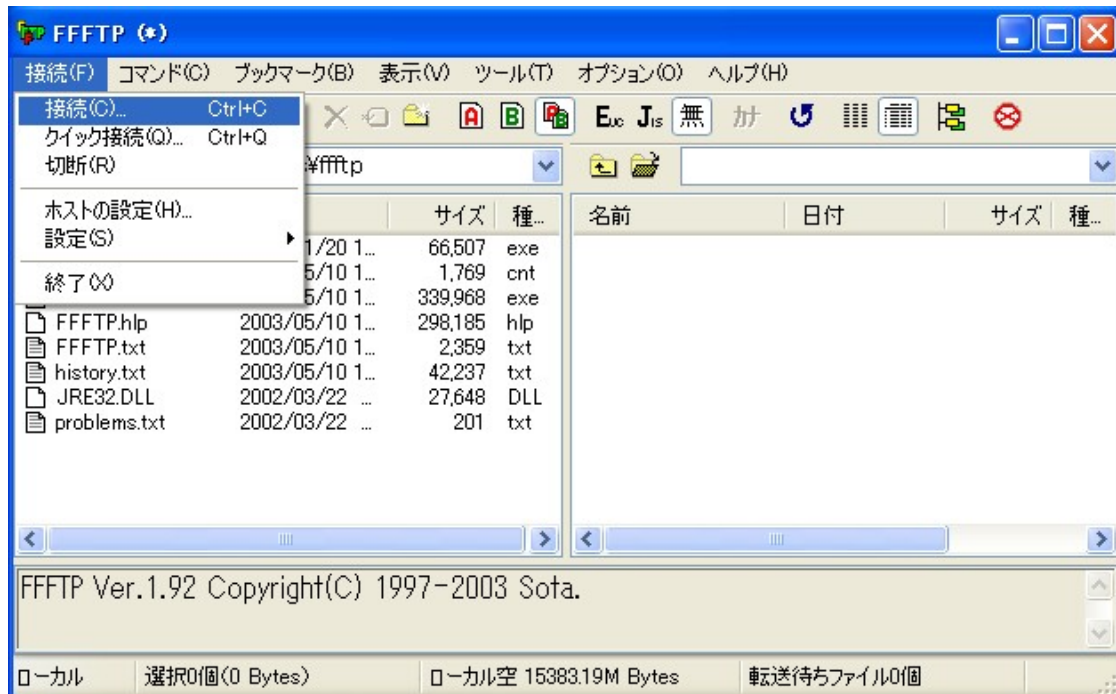 FFFTP (*)
接続(F) コマンド(C) ブックマーク(B) 表示(V) ツール(T) オプション(O) ヘルプ(H)
接続(C)... Ctrl+C
クイック接続(Q)... Ctrl+Q
切断(R)
ホストの設定(H)...
設定(S)
終了(X)
A B Euc Jis 無 カナ
¥ffftp
サイズ 種...
1/20 1... 66,507 exe
5/10 1... 1,769 cnt
5/10 1... 339,968 exe
FFFTP.hlp 2003/05/10 1... 298,185 hlp
FFFTP.txt 2003/05/10 1... 2,359 txt
history.txt 2003/05/10 1... 42,237 txt
JRE32.DLL 2002/03/22 ... 27,648 DLL
problems.txt 2002/03/22 ... 201 txt
名前 日付 サイズ 種...
FFFTP Ver.1.92 Copyright(C) 1997-2003 Sota.
ローカル 選択0個(0 Bytes) ローカル空 15383.19M Bytes 転送待ちファイル0個